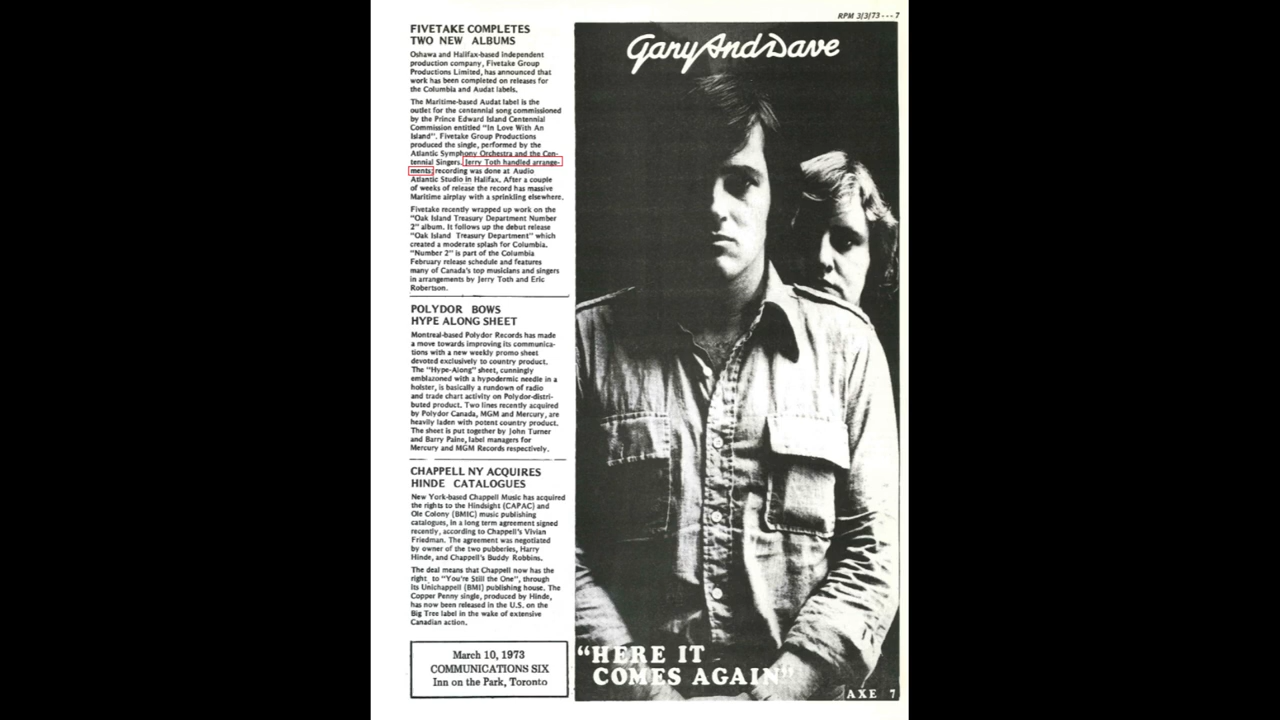 RPM 3/3/73 - - - 7
FIVETAKE COMPLETES
TWO NEW ALBUMS
Oshawa and Halifax-based independent
production company, Fivetake Group
Productions Limited, has announced that
work has been completed on releases for
the Columbia and Audat labels.
The Maritime-based Audat label is the
outlet for the centennial song commissioned
by the Prince Edward Island Centennial
Commission entitled "In Love With An
Island". Fivetake Group Productions
produced the single, performed by the
Atlantic Symphony Orchestra and the Cen-
tennial Singers. Jerry Toth handled arrange-
ments; recording was done at Audio
Atlantic Studio in Halifax. After a couple
of weeks of release the record has massive
Maritime airplay with a sprinkling elsewhere.
Fivetake recently wrapped up work on the
"Oak Island Treasury Department Number
2" album. It follows up the debut release
"Oak Island Treasury Department" which
created a moderate splash for Columbia.
"Number 2" is part of the Columbia
February release schedule and features
many of Canada's top musicians and singers
in arrangements by Jerry Toth and Eric
Robertson.
POLYDOR BOWS
HYPE ALONG SHEET
Montreal-based Polydor Records has made
a move towards improving its communica-
tions with a new weekly promo sheet
devoted exclusively to country product.
The "Hype-Along" sheet, cunningly
emblazoned with a hypodermic needle in a
holster, is basically a rundown of radio
and trade chart activity on Polydor-distri-
buted product. Two lines recently acquired
by Polydor Canada, MGM and Mercury, are
heavily laden with potent country product.
The sheet is put together by John Turner
and Barry Paine, label managers for
Mercury and MGM Records respectively.
CHAPPELL NY ACQUIRES
HINDE CATALOGUES
New York-based Chappell Music has acquired
the rights to the Hindsight (CAPAC) and
Ole Colony (BMIC) music publishing
catalogues, in a long term agreement signed
recently, according to Chappell's Vivian
Friedman. The agreement was negotiated
by owner of the two pubberies, Harry
Hinde, and Chappell's Buddy Robbins.
The deal means that Chappell now has the
right to "You're Still the One", through
its Unichappell (BMI) publishing house. The
Copper Penny single, produced by Hinde,
has now been released in the U.S. on the
Big Tree label in the wake of extensive
Canadian action.
March 10, 1973
COMMUNICATIONS SIX
Inn on the Park, Toronto
Gary And Dave
"HERE IT
COMES AGAIN"
AXE 7